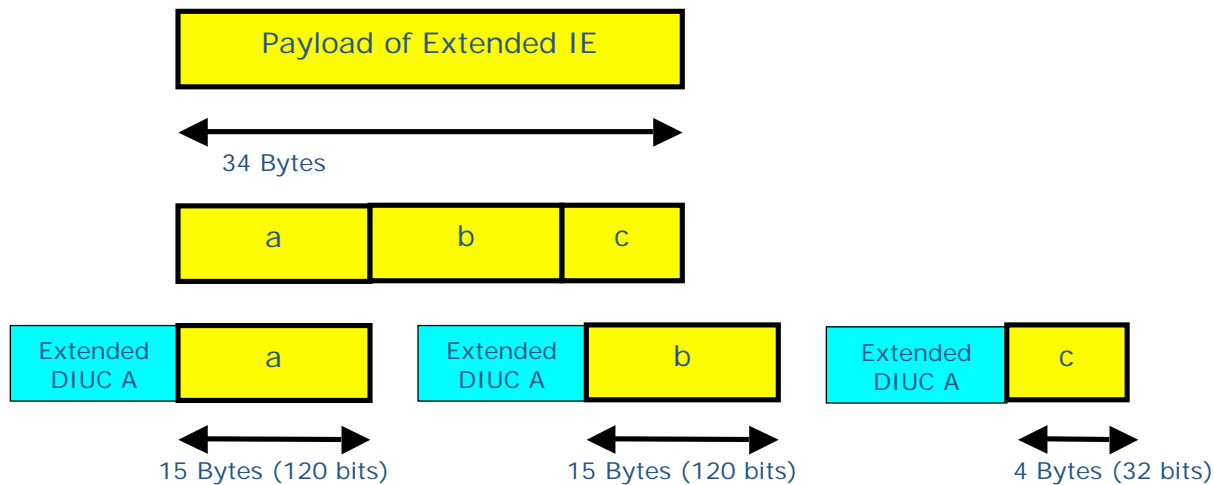 Payload of Extended IE
34 Bytes
a
b
c
Extended
DIUC A
a
Extended
DIUC A
b
Extended
DIUC A
c
15 Bytes (120 bits)
15 Bytes (120 bits)
4 Bytes (32 bits)